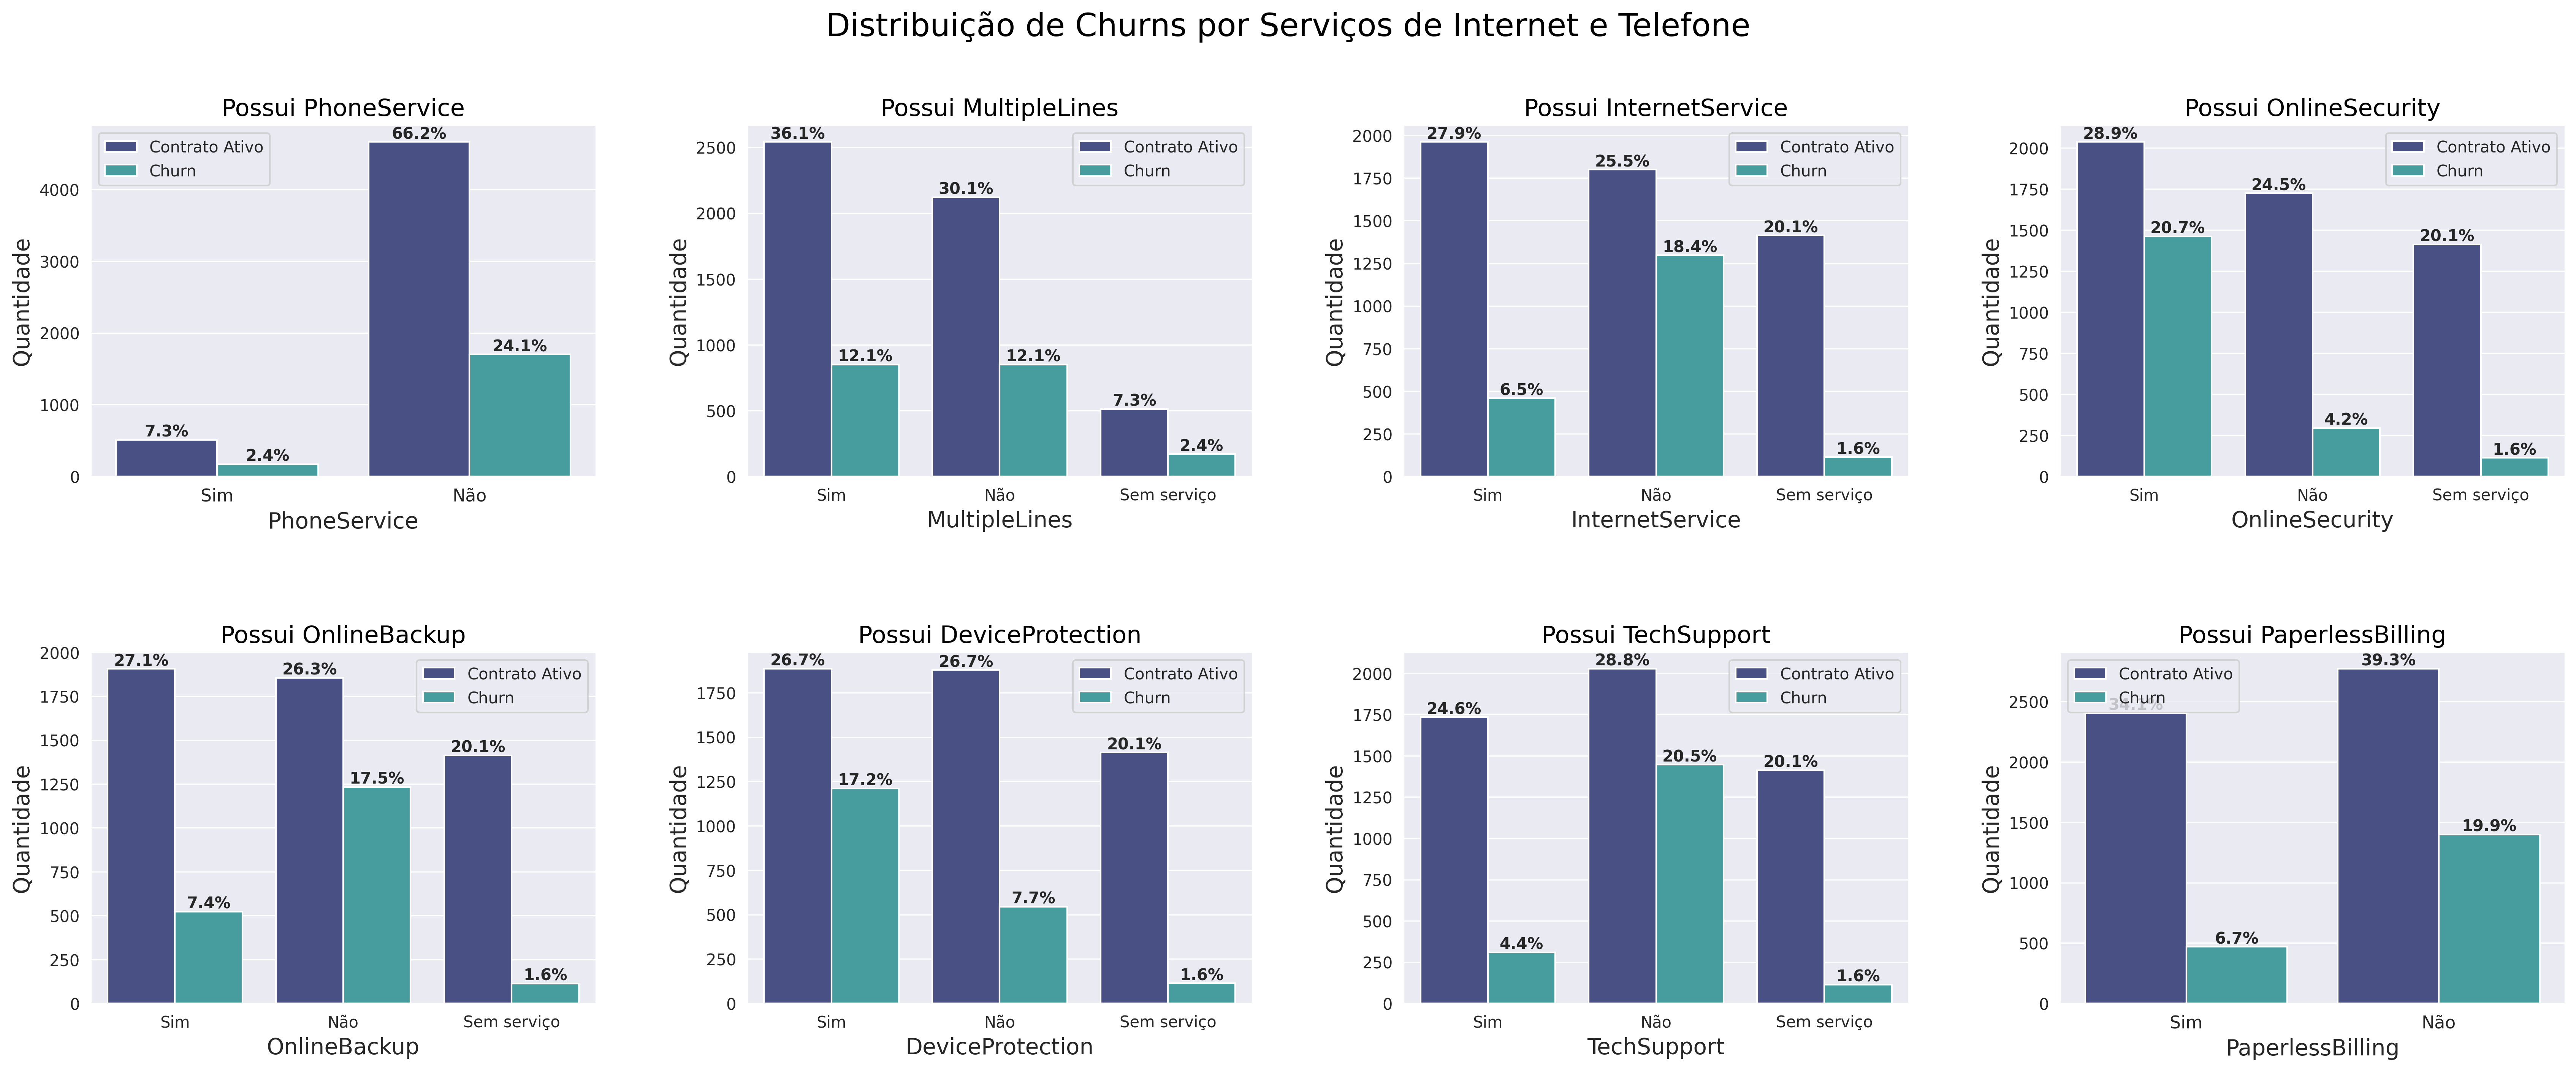 Distribuição de Churns por Serviços de Internet e Telefone
Possui PhoneService
Contrato Ativo
Churn
Quantidade
4000
3000
2000
1000
0
7.3%
2.4%
66.2%
24.1%
Sim
Não
PhoneService
Possui MultipleLines
Contrato Ativo
Churn
Quantidade
2500
2000
1500
1000
500
0
36.1%
12.1%
30.1%
12.1%
7.3%
2.4%
Sim
Não
Sem serviço
MultipleLines
Possui InternetService
Contrato Ativo
Churn
Quantidade
2000
1750
1500
1250
1000
750
500
250
0
27.9%
6.5%
25.5%
18.4%
20.1%
1.6%
Sim
Não
Sem serviço
InternetService
Possui OnlineSecurity
Contrato Ativo
Churn
Quantidade
2000
1750
1500
1250
1000
750
500
250
0
28.9%
20.7%
24.5%
4.2%
20.1%
1.6%
Sim
Não
Sem serviço
OnlineSecurity
Possui OnlineBackup
Contrato Ativo
Churn
Quantidade
2000
1750
1500
1250
1000
750
500
250
0
27.1%
7.4%
26.3%
17.5%
20.1%
1.6%
Sim
Não
Sem serviço
OnlineBackup
Possui DeviceProtection
Contrato Ativo
Churn
Quantidade
1750
1500
1250
1000
750
500
250
0
26.7%
17.2%
26.7%
7.7%
20.1%
1.6%
Sim
Não
Sem serviço
DeviceProtection
Possui TechSupport
Contrato Ativo
Churn
Quantidade
2000
1750
1500
1250
1000
750
500
250
0
24.6%
4.4%
28.8%
20.5%
20.1%
1.6%
Sim
Não
Sem serviço
TechSupport
Possui PaperlessBilling
Contrato Ativo
Churn
Quantidade
2500
2000
1500
1000
500
0
34.1%
6.7%
39.3%
19.9%
Sim
Não
PaperlessBilling